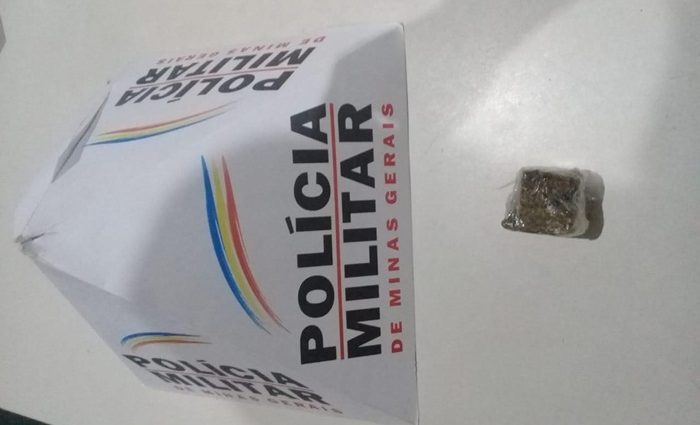 POLÍCIA
MILITAR
DE MINAS GERAIS
POLÍCIA
MILITAR
DE MINAS GERAIS
POLÍCIA
MILITAR
DE MINAS GERAIS